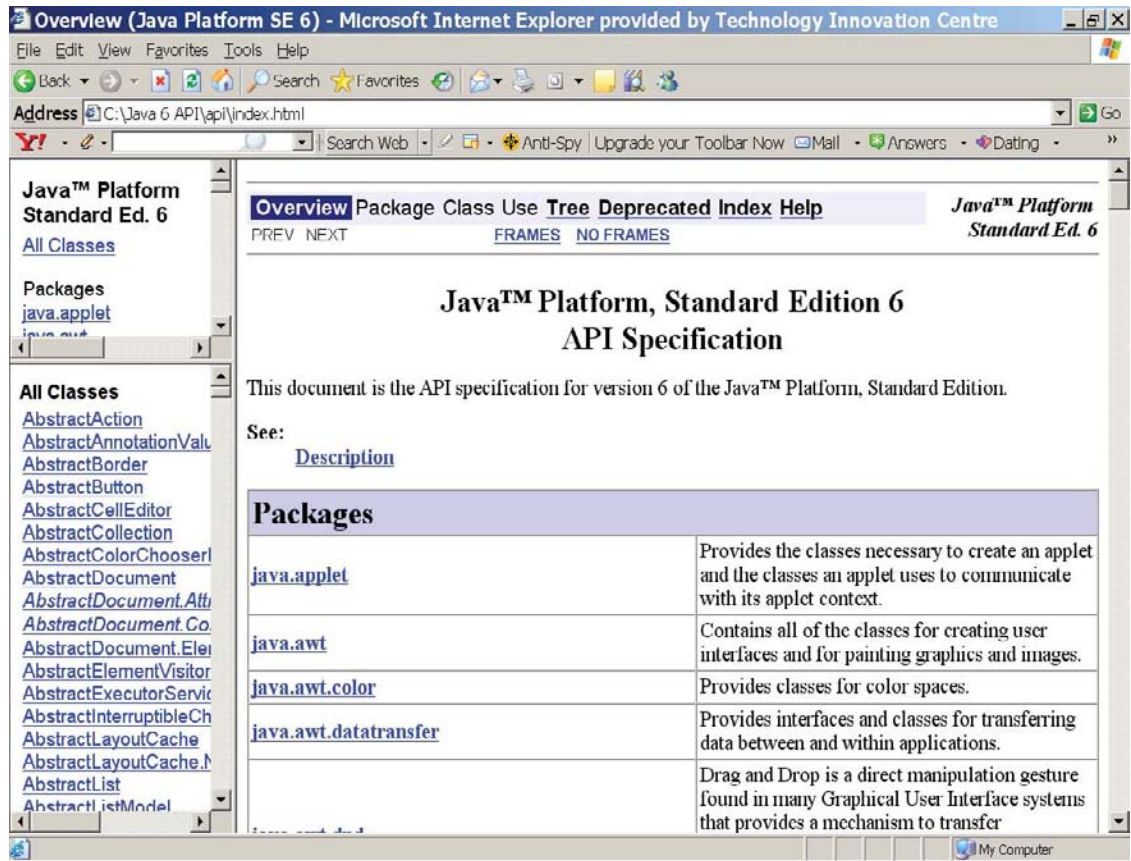 Overview (Java Platform SE 6) - Microsoft Internet Explorer provided by Technology Innovation Centre
File Edit View Favorites Tools Help
Back Search Favorites
Address C:\Java 6 API\api\index.html Go
Y! Search Web Anti-Spy Upgrade your Toolbar Now Mail Answers Dating »
Java™ Platform
Standard Ed. 6
All Classes
Packages
java.applet
java.awt
All Classes
AbstractAction
AbstractAnnotationValu
AbstractBorder
AbstractButton
AbstractCellEditor
AbstractCollection
AbstractColorChooser
AbstractDocument
AbstractDocument.Att
AbstractDocument.Co
AbstractDocument.Ele
AbstractElementVisitor
AbstractExecutorServic
AbstractInterruptibleCh
AbstractLayoutCache
AbstractLayoutCache.N
AbstractList
AbstractListModel
Overview Package Class Use Tree Deprecated Index Help
PREV NEXT FRAMES NO FRAMES
Java™ Platform
Standard Ed. 6
Java™ Platform, Standard Edition 6
API Specification
This document is the API specification for version 6 of the Java™ Platform, Standard Edition.
See:
Description
Packages
java.applet
Provides the classes necessary to create an applet
and the classes an applet uses to communicate
with its applet context.
java.awt
Contains all of the classes for creating user
interfaces and for painting graphics and images.
java.awt.color
Provides classes for color spaces.
java.awt.datatransfer
Provides interfaces and classes for transferring
data between and within applications.
java.awt.dnd
Drag and Drop is a direct manipulation gesture
found in many Graphical User Interface systems
that provides a mechanism to transfer
My Computer